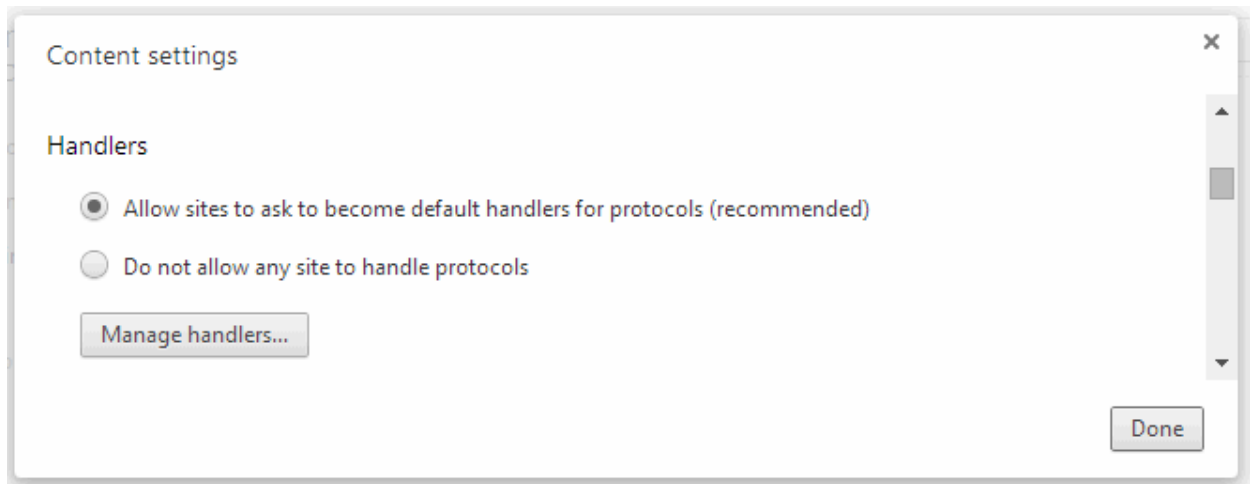 Content settings
Handlers
Allow sites to ask to become default handlers for protocols (recommended)
Do not allow any site to handle protocols
Manage handlers...
Done